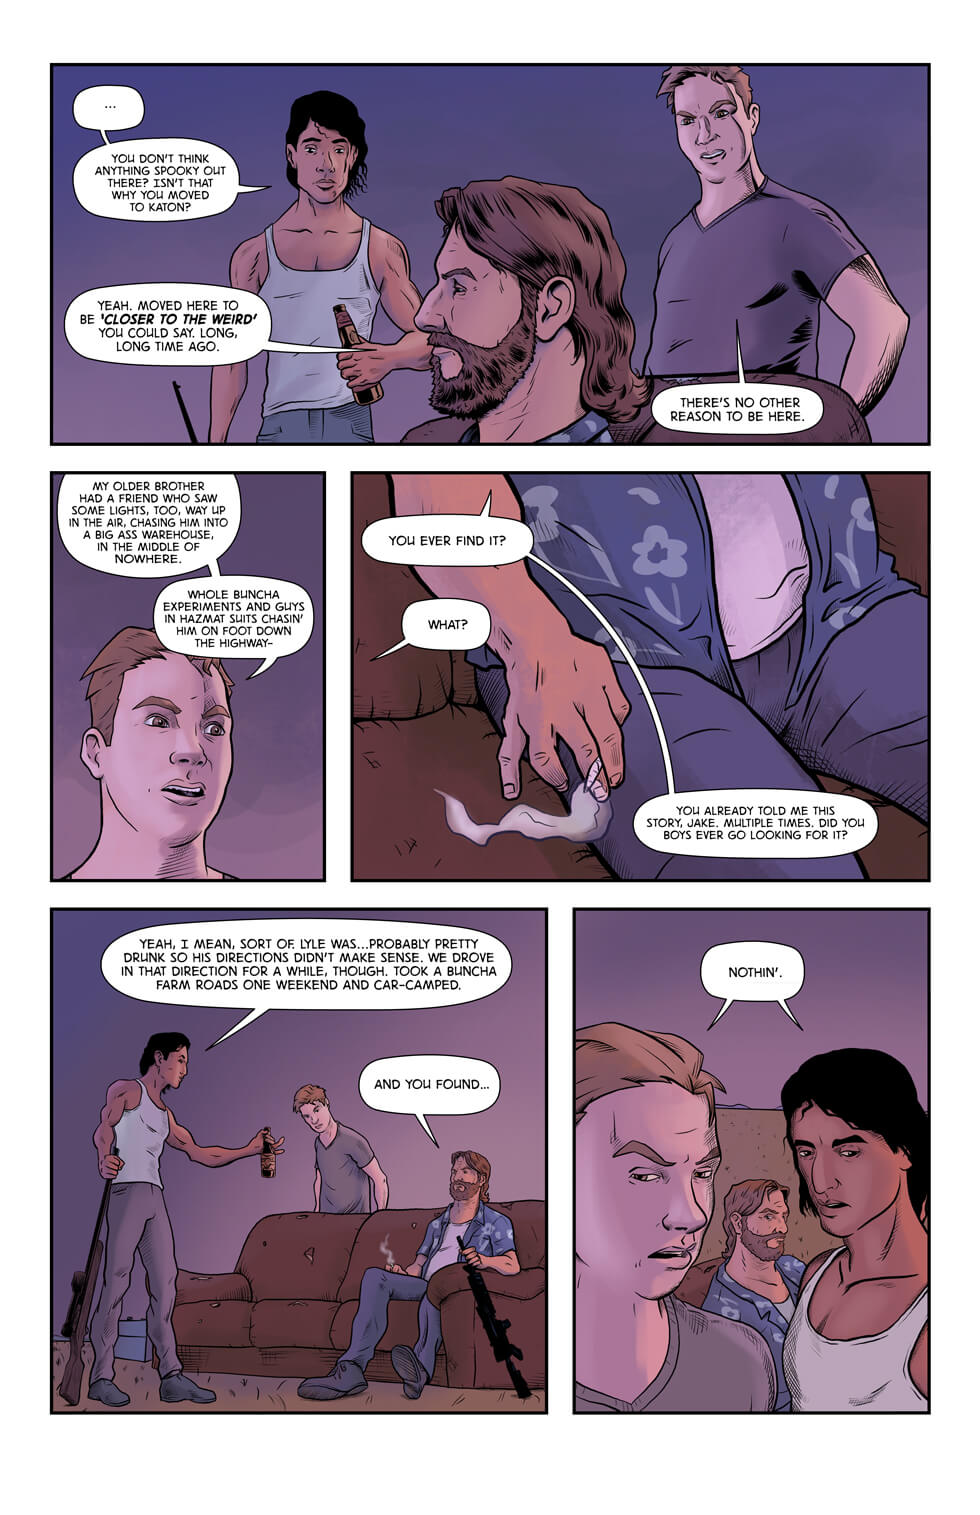 ...
YOU DON'T THINK
ANYTHING SPOOKY OUT
THERE? ISN'T THAT
WHY YOU MOVED
TO KATON?
YEAH. MOVED HERE TO
BE 'CLOSER TO THE WEIRD'
YOU COULD SAY. LONG,
LONG TIME AGO.
THERE'S NO OTHER
REASON TO BE HERE.
MY OLDER BROTHER
HAD A FRIEND WHO SAW
SOME LIGHTS, TOO, WAY UP
IN THE AIR, CHASING HIM INTO
A BIG ASS WAREHOUSE,
IN THE MIDDLE OF
NOWHERE.
WHOLE BUNCHA
EXPERIMENTS AND GUYS
IN HAZMAT SUITS CHASIN'
HIM ON FOOT DOWN
THE HIGHWAY-
YOU EVER FIND IT?
WHAT?
YOU ALREADY TOLD ME THIS
STORY, JAKE. MULTIPLE TIMES. DID YOU
BOYS EVER GO LOOKING FOR IT?
YEAH, I MEAN, SORT OF. LYLE WAS...PROBABLY PRETTY
DRUNK SO HIS DIRECTIONS DIDN'T MAKE SENSE. WE DROVE
IN THAT DIRECTION FOR A WHILE, THOUGH. TOOK A BUNCHA
FARM ROADS ONE WEEKEND AND CAR-CAMPED.
AND YOU FOUND...
NOTHIN'.